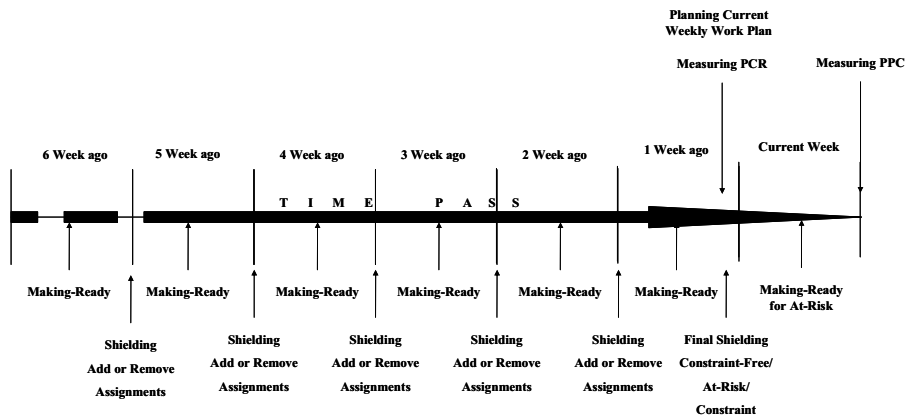 Planning Current
Weekly Work Plan
Measuring PCR
Measuring PPC
6 Week ago
5 Week ago
4 Week ago
3 Week ago
2 Week ago
1 Week ago
Current Week
T I M E P A S S
Making-Ready
Making-Ready
Making-Ready
Making-Ready
Making-Ready
Making-Ready
Making-Ready
for At-Risk
Shielding
Add or Remove
Assignments
Shielding
Add or Remove
Assignments
Shielding
Add or Remove
Assignments
Shielding
Add or Remove
Assignments
Shielding
Add or Remove
Assignments
Final Shielding
Constraint-Free/
At-Risk/
Constraint